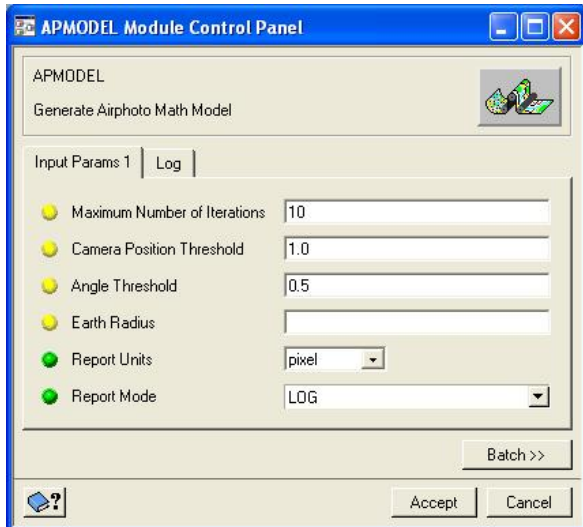 APMODEL Module Control Panel
APMODEL
Generate Airphoto Math Model
Input Params 1 Log
Maximum Number of Iterations 10
Camera Position Threshold 1.0
Angle Threshold 0.5
Earth Radius
Report Units pixel
Report Mode LOG
Batch >>
? Accept Cancel